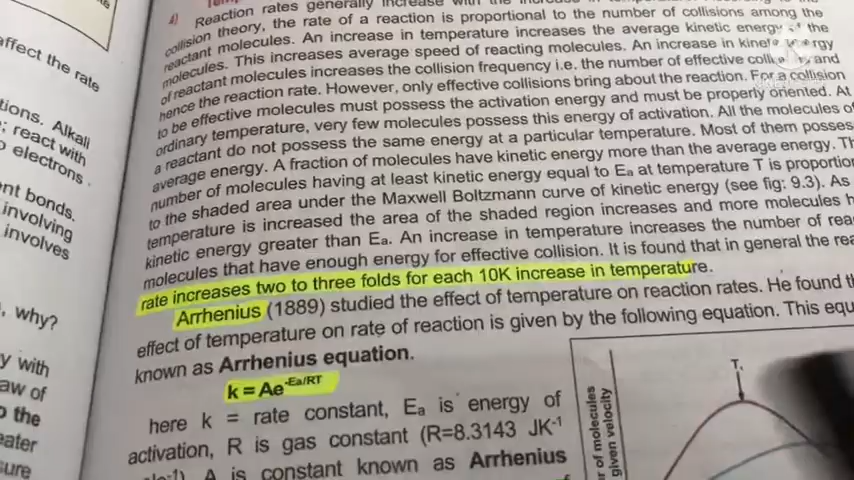 affect the rate
tions. Alkali
; react with
electrons
ent bonds.
involving
involves
, why?
y with
aw of
o the
eater
sure
4) Reaction rates generally increase with the increase in
collision theory, the rate of a reaction is proportional to the number of collisions among the
reactant molecules. An increase in temperature increases the average kinetic energy of the
molecules. This increases average speed of reacting molecules. An increase in kinetic energy
of reactant molecules increases the collision frequency i.e. the number of effective and
hence the reaction rate. However, only effective collisions bring about the reaction. For a collision
to be effective molecules must possess the activation energy and must be properly oriented. At
ordinary temperature, very few molecules possess this energy of activation. All the molecules of
a reactant do not possess the same energy at a particular temperature. Most of them posses
average energy. A fraction of molecules have kinetic energy more than the average energy. Th
number of molecules having at least kinetic energy equal to Ea at temperature T is proportion
to the shaded area under the Maxwell Boltzmann curve of kinetic energy (see fig: 9.3). As
temperature is increased the area of the shaded region increases and more molecules h
kinetic energy greater than Ea. An increase in temperature increases the number of rea
molecules that have enough energy for effective collision. It is found that in general the rea
rate increases two to three folds for each 10K increase in temperature.
Arrhenius (1889) studied the effect of temperature on reaction rates. He found th
effect of temperature on rate of reaction is given by the following equation. This equ
known as Arrhenius equation.
k = Ae-Ea/RT
here k = rate constant, Ea is energy of
activation, R is gas constant (R=8.3143 JK-1
A is constant known as Arrhenius
T1
r of molecules
given velocity